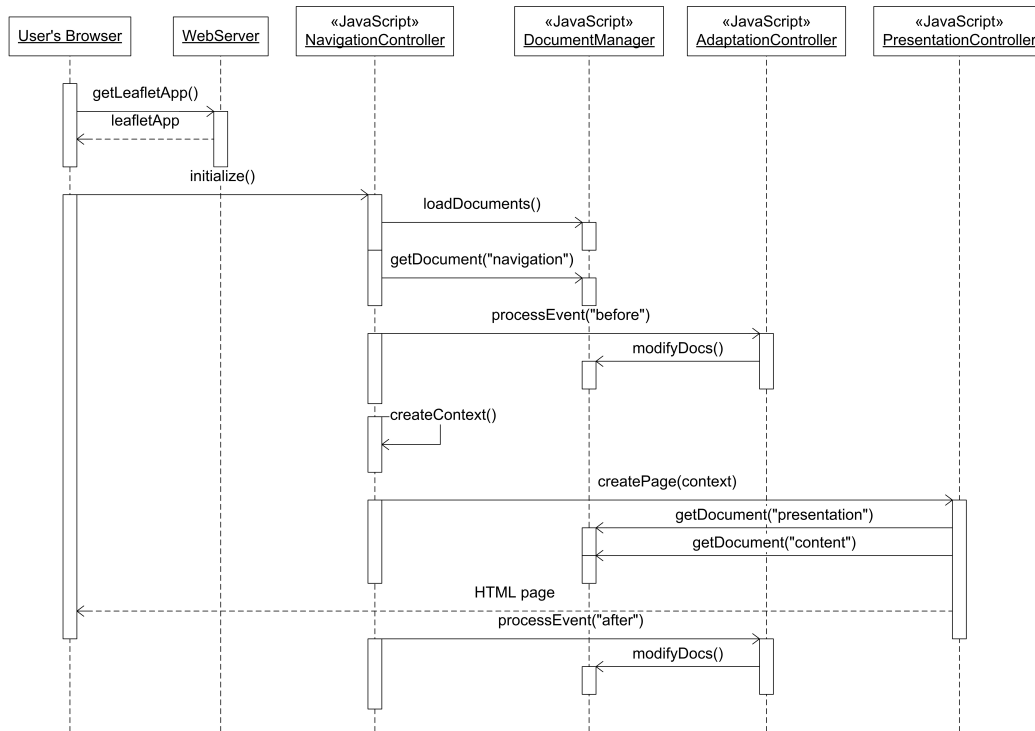 User's Browser
WebServer
«JavaScript»
NavigationController
«JavaScript»
DocumentManager
«JavaScript»
AdaptationController
«JavaScript»
PresentationController
getLeafletApp()
leafletApp
initialize()
loadDocuments()
getDocument("navigation")
processEvent("before")
modifyDocs()
createContext()
createPage(context)
getDocument("presentation")
getDocument("content")
HTML page
processEvent("after")
modifyDocs()